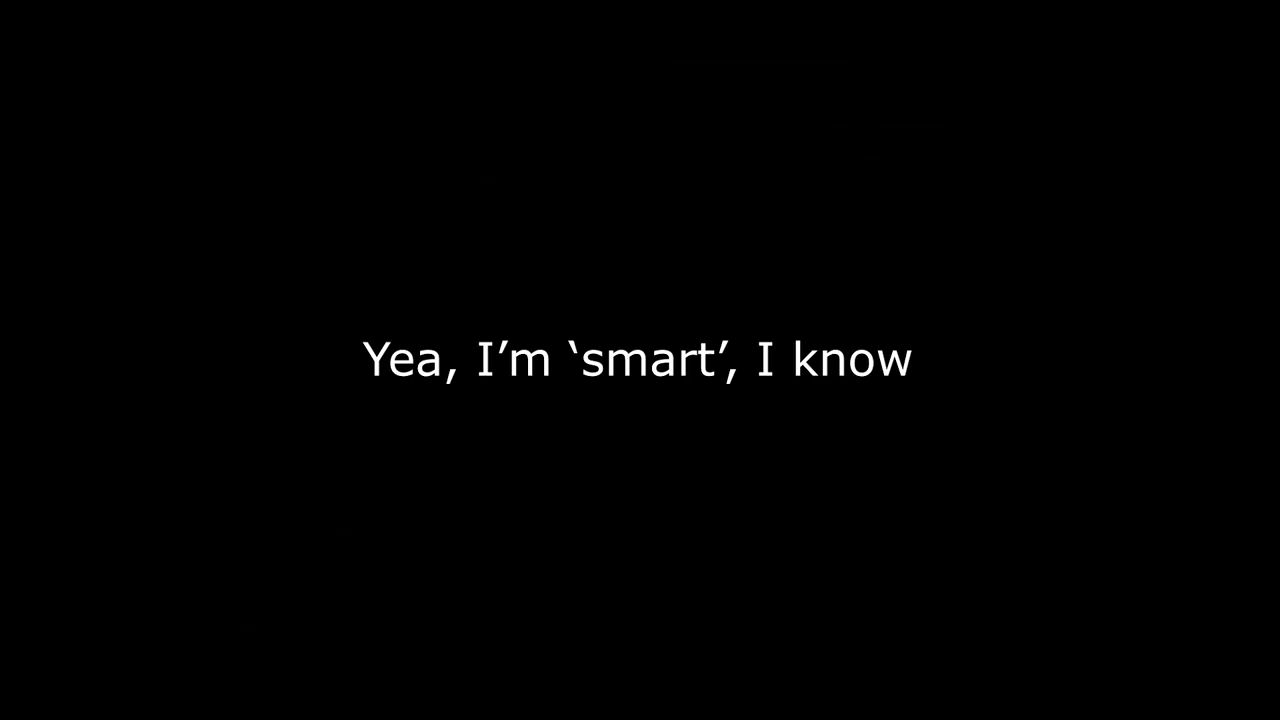 Yea, I’m ‘smart’, I know